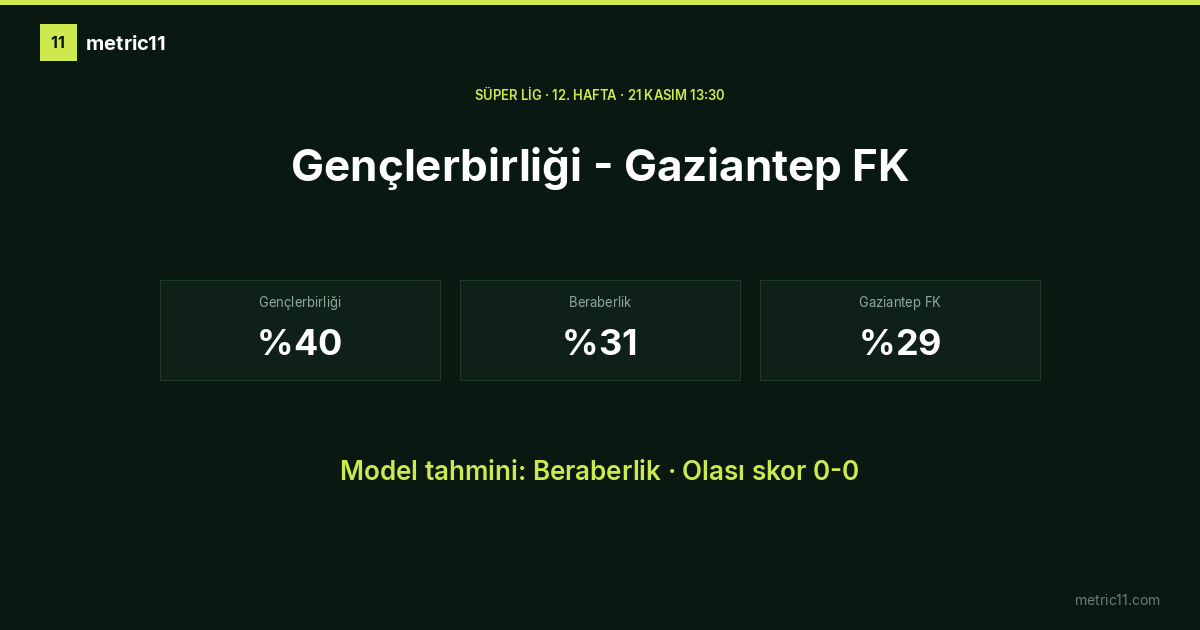 11 metric11
SÜPER LİG · 12. HAFTA · 21 KASIM 13:30
Gençlerbirliği - Gaziantep FK
Gençlerbirliği
%40
Beraberlik
%31
Gaziantep FK
%29
Model tahmini: Beraberlik · Olası skor 0-0
metric11.com